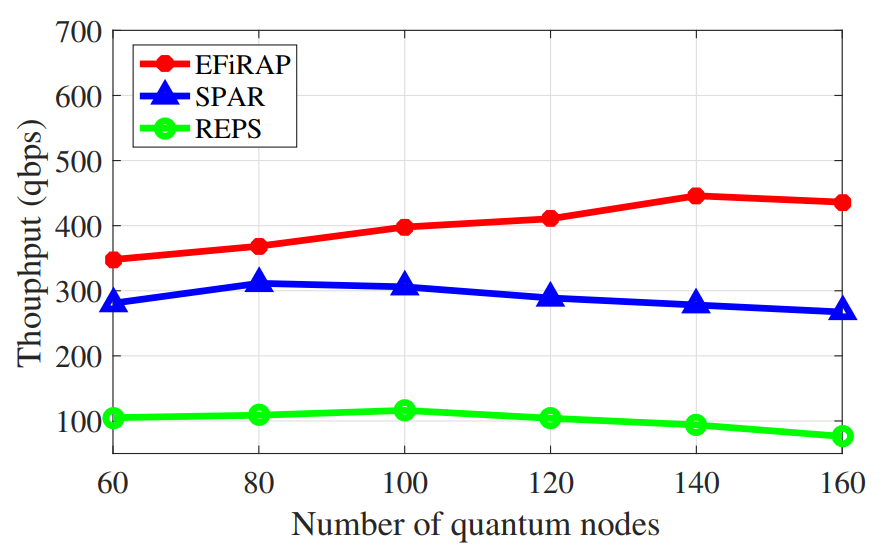 700
600
500
400
300
200
100
Thouphput (qbps)
EFiRAP
SPAR
REPS
60 80 100 120 140 160
Number of quantum nodes